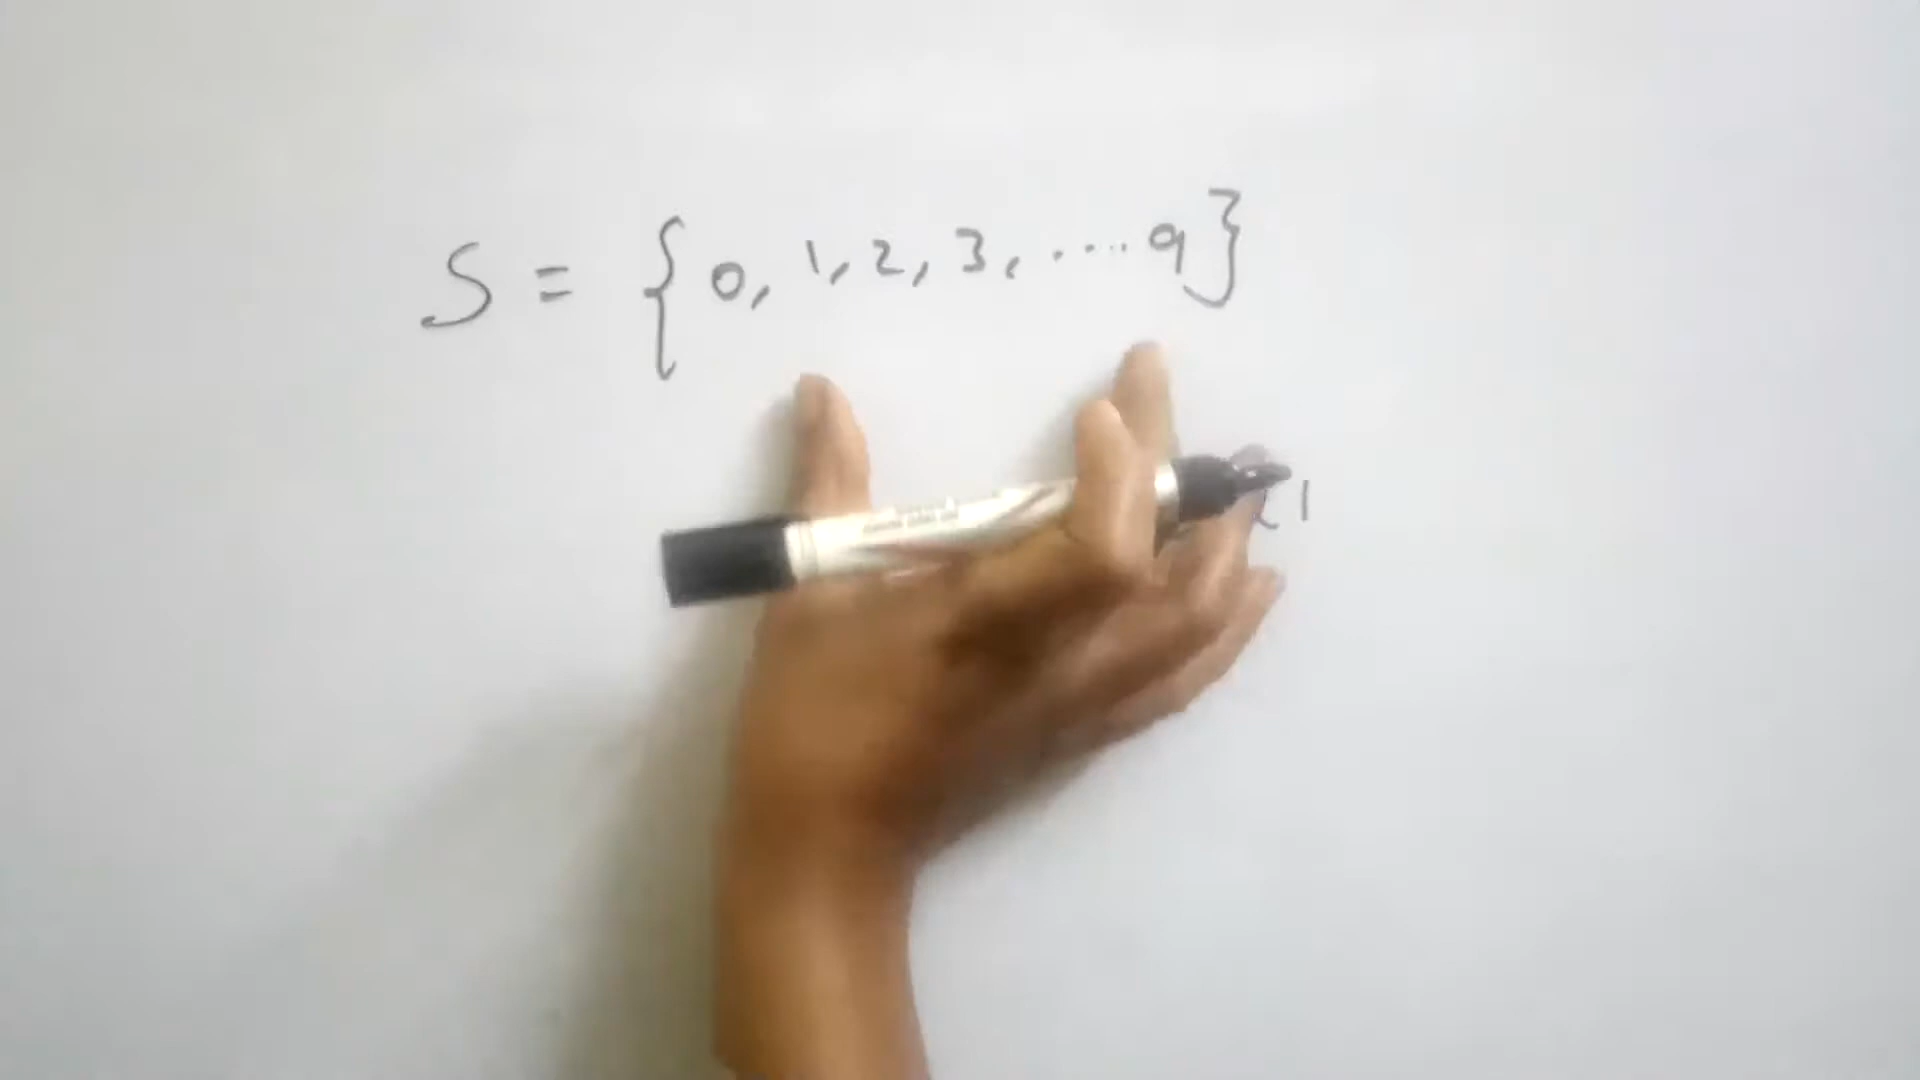 S = {0, 1, 2, 3, .... 9}